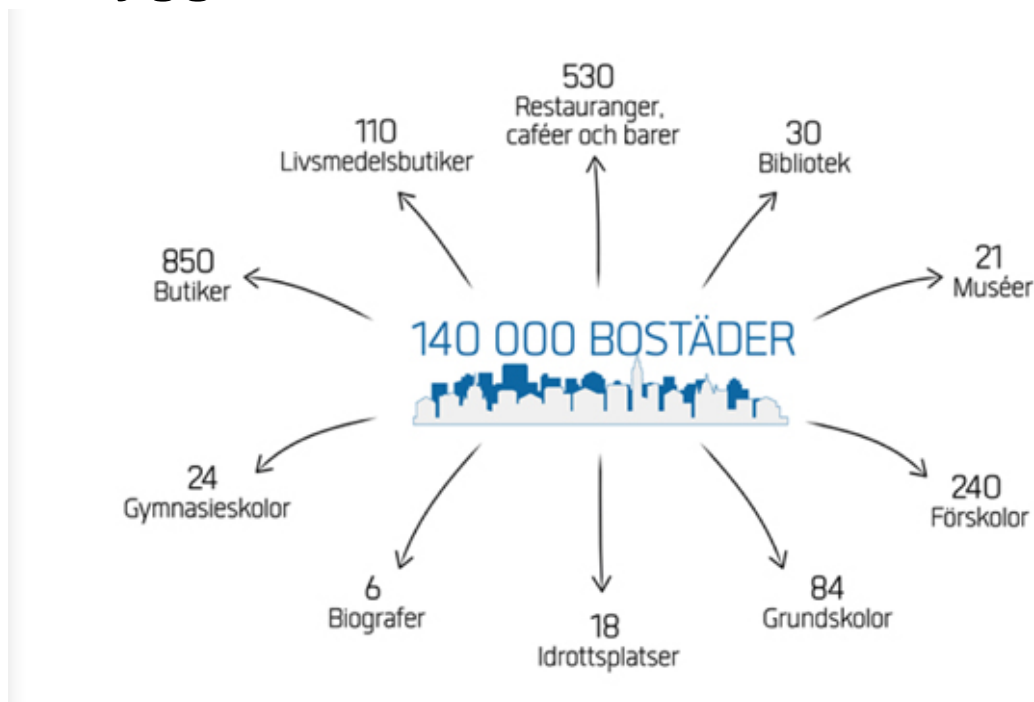 530
Restauranger,
caféer och barer
110
Livsmedelsbutiker
30
Bibliotek
850
Butiker
21
Muséer
140 000 BOSTÄDER
24
Gymnasieskolor
240
Förskolor
6
Biografer
84
Grundskolor
18
Idrottsplatser